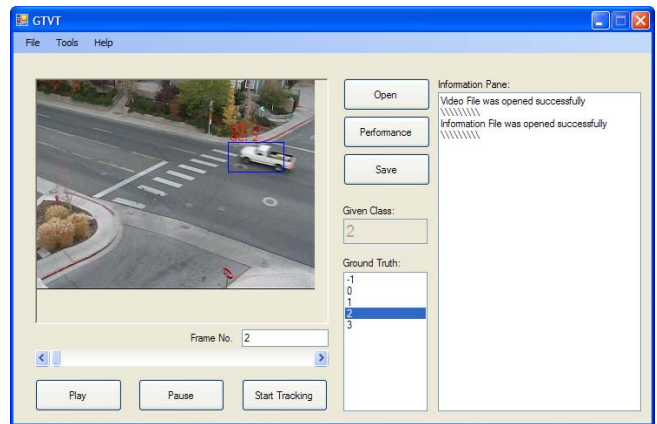 GTVT
File Tools Help
Open
Perfomance
Save
Given Class:
2
Ground Truth:
-1
0
1
2
3
Information Pane:
Video File was opened successfully
\\\\\\\\\
Information File was opened successfully
\\\\\\\\\
Frame No. 2
Play
Pause
Start Tracking